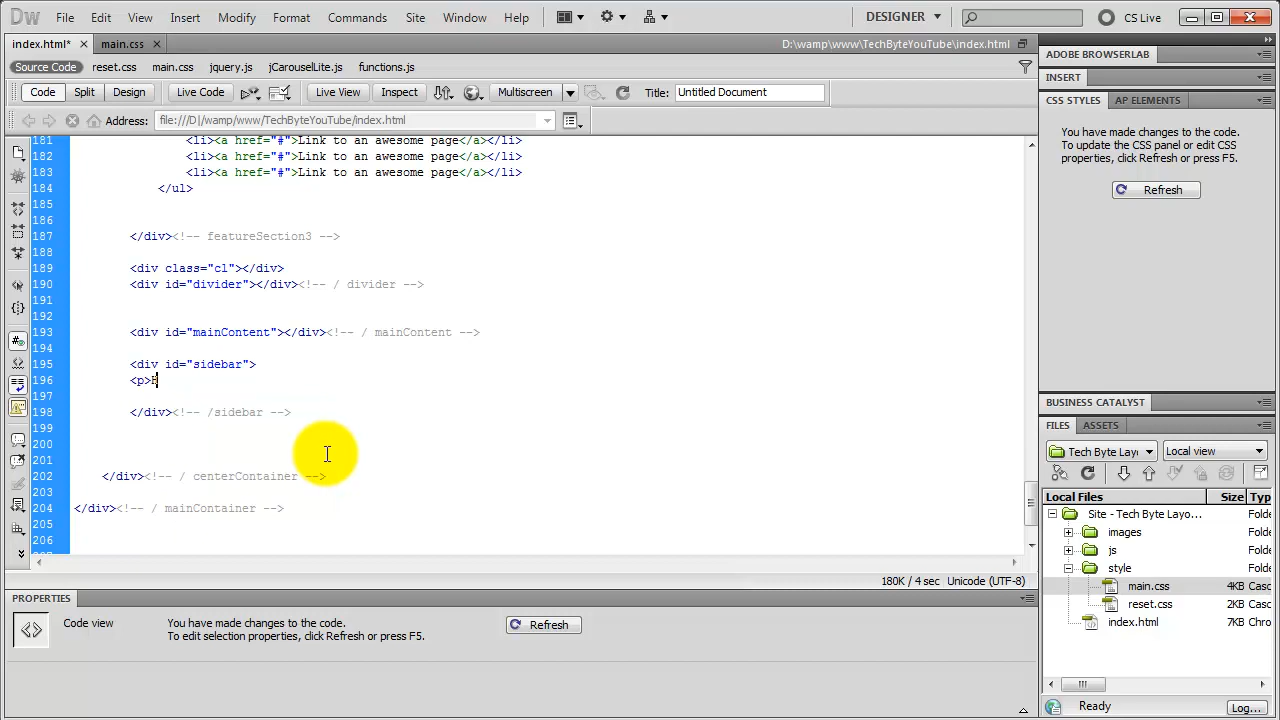 Dw File Edit View Insert Modify Format Commands Site Window Help DESIGNER CS Live
index.html* main.css D:\wamp\www\TechByteYouTube\index.html
Source Code reset.css main.css jquery.js jCarouselLite.js functions.js
Code Split Design Live Code Live View Inspect Multiscreen Title: Untitled Document
Address: file:///D|/wamp/www/TechByteYouTube/index.html
181 <li><a href="#">Link to an awesome page</a></li>
182 <li><a href="#">Link to an awesome page</a></li>
183 <li><a href="#">Link to an awesome page</a></li>
184 </ul>
185
186
187 </div><!-- featureSection3 -->
188
189 <div class="cl"></div>
190 <div id="divider"></div><!-- / divider -->
191
192
193 <div id="mainContent"></div><!-- / mainContent -->
194
195 <div id="sidebar">
196 <p>
197
198 </div><!-- /sidebar -->
199
200
201
202 </div><!-- / centerContainer -->
203
204 </div><!-- / mainContainer -->
205
206
180K / 4 sec Unicode (UTF-8)
PROPERTIES
Code view You have made changes to the code.
To edit selection properties, click Refresh or press F5.
Refresh
ADOBE BROWSERLAB
INSERT
CSS STYLES AP ELEMENTS
You have made changes to the code.
To update the CSS panel or edit CSS
properties, click Refresh or press F5.
Refresh
BUSINESS CATALYST
FILES ASSETS
Tech Byte Layo Local view
Local Files Size Typ
Site - Tech Byte Layo... Folde
images Folde
js Folde
style Folde
main.css 4KB Casc
reset.css 2KB Casc
index.html 7KB Chro
Ready Log...